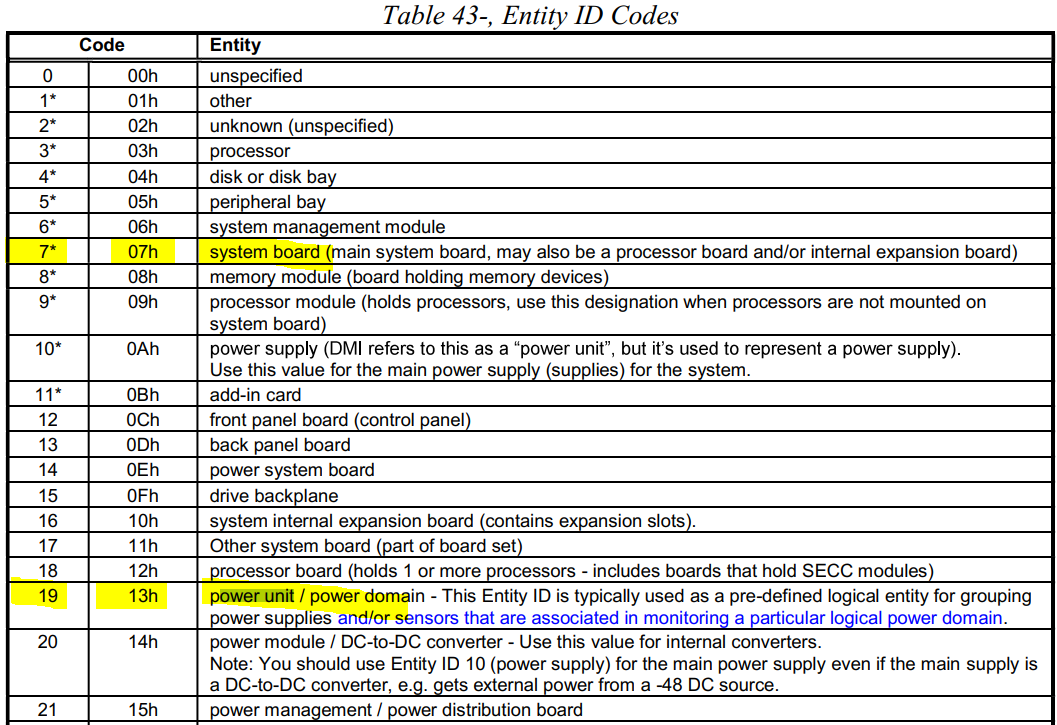 Table 43-, Entity ID Codes
Code Entity
0 00h unspecified
1* 01h other
2* 02h unknown (unspecified)
3* 03h processor
4* 04h disk or disk bay
5* 05h peripheral bay
6* 06h system management module
7* 07h system board (main system board, may also be a processor board and/or internal expansion board)
8* 08h memory module (board holding memory devices)
9* 09h processor module (holds processors, use this designation when processors are not mounted on
system board)
10* 0Ah power supply (DMI refers to this as a “power unit”, but it’s used to represent a power supply).
Use this value for the main power supply (supplies) for the system.
11* 0Bh add-in card
12 0Ch front panel board (control panel)
13 0Dh back panel board
14 0Eh power system board
15 0Fh drive backplane
16 10h system internal expansion board (contains expansion slots).
17 11h Other system board (part of board set)
18 12h processor board (holds 1 or more processors - includes boards that hold SECC modules)
19 13h power unit / power domain - This Entity ID is typically used as a pre-defined logical entity for grouping
power supplies and/or sensors that are associated in monitoring a particular logical power domain.
20 14h power module / DC-to-DC converter - Use this value for internal converters.
Note: You should use Entity ID 10 (power supply) for the main power supply even if the main supply is
a DC-to-DC converter, e.g. gets external power from a -48 DC source.
21 15h power management / power distribution board